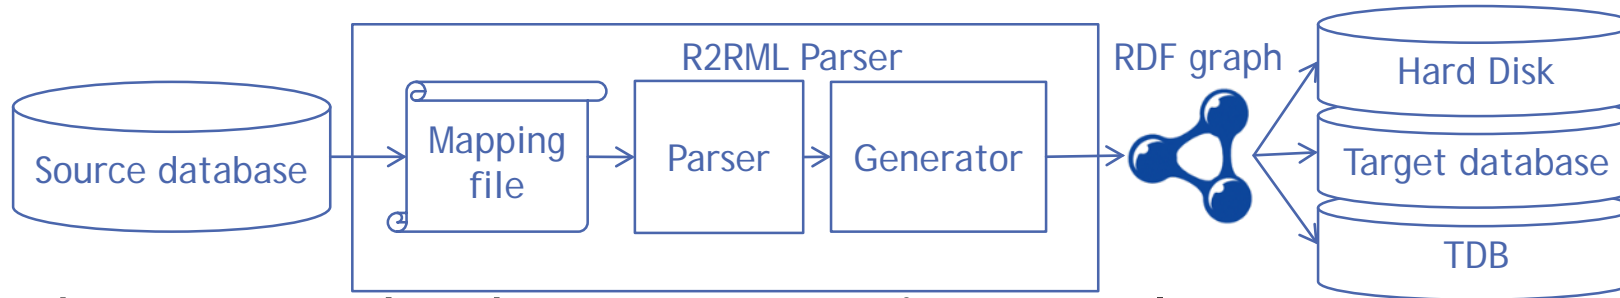 R2RML Parser
RDF graph
Source database
Mapping
file
Parser
Generator
Hard Disk
Target database
TDB